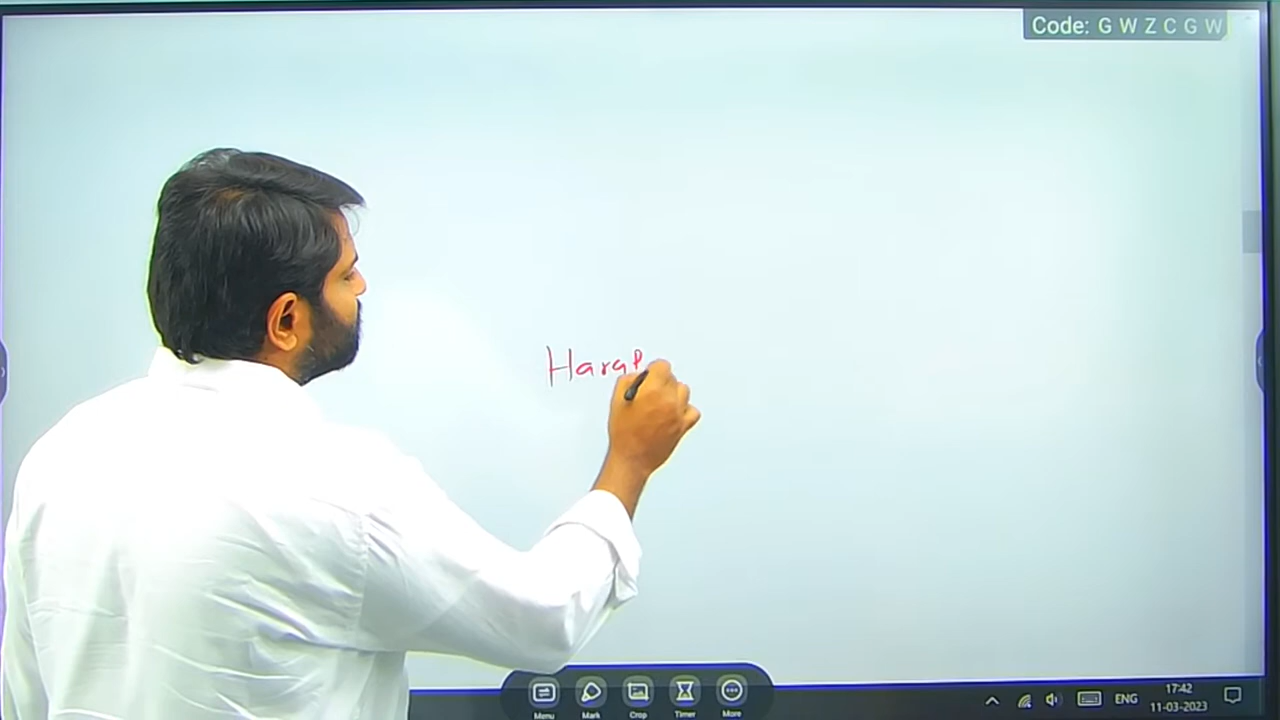 Code: G W Z C G W
Harap
Menu
Mark
Crop
Timer
More
ENG
17:42
11-03-2023